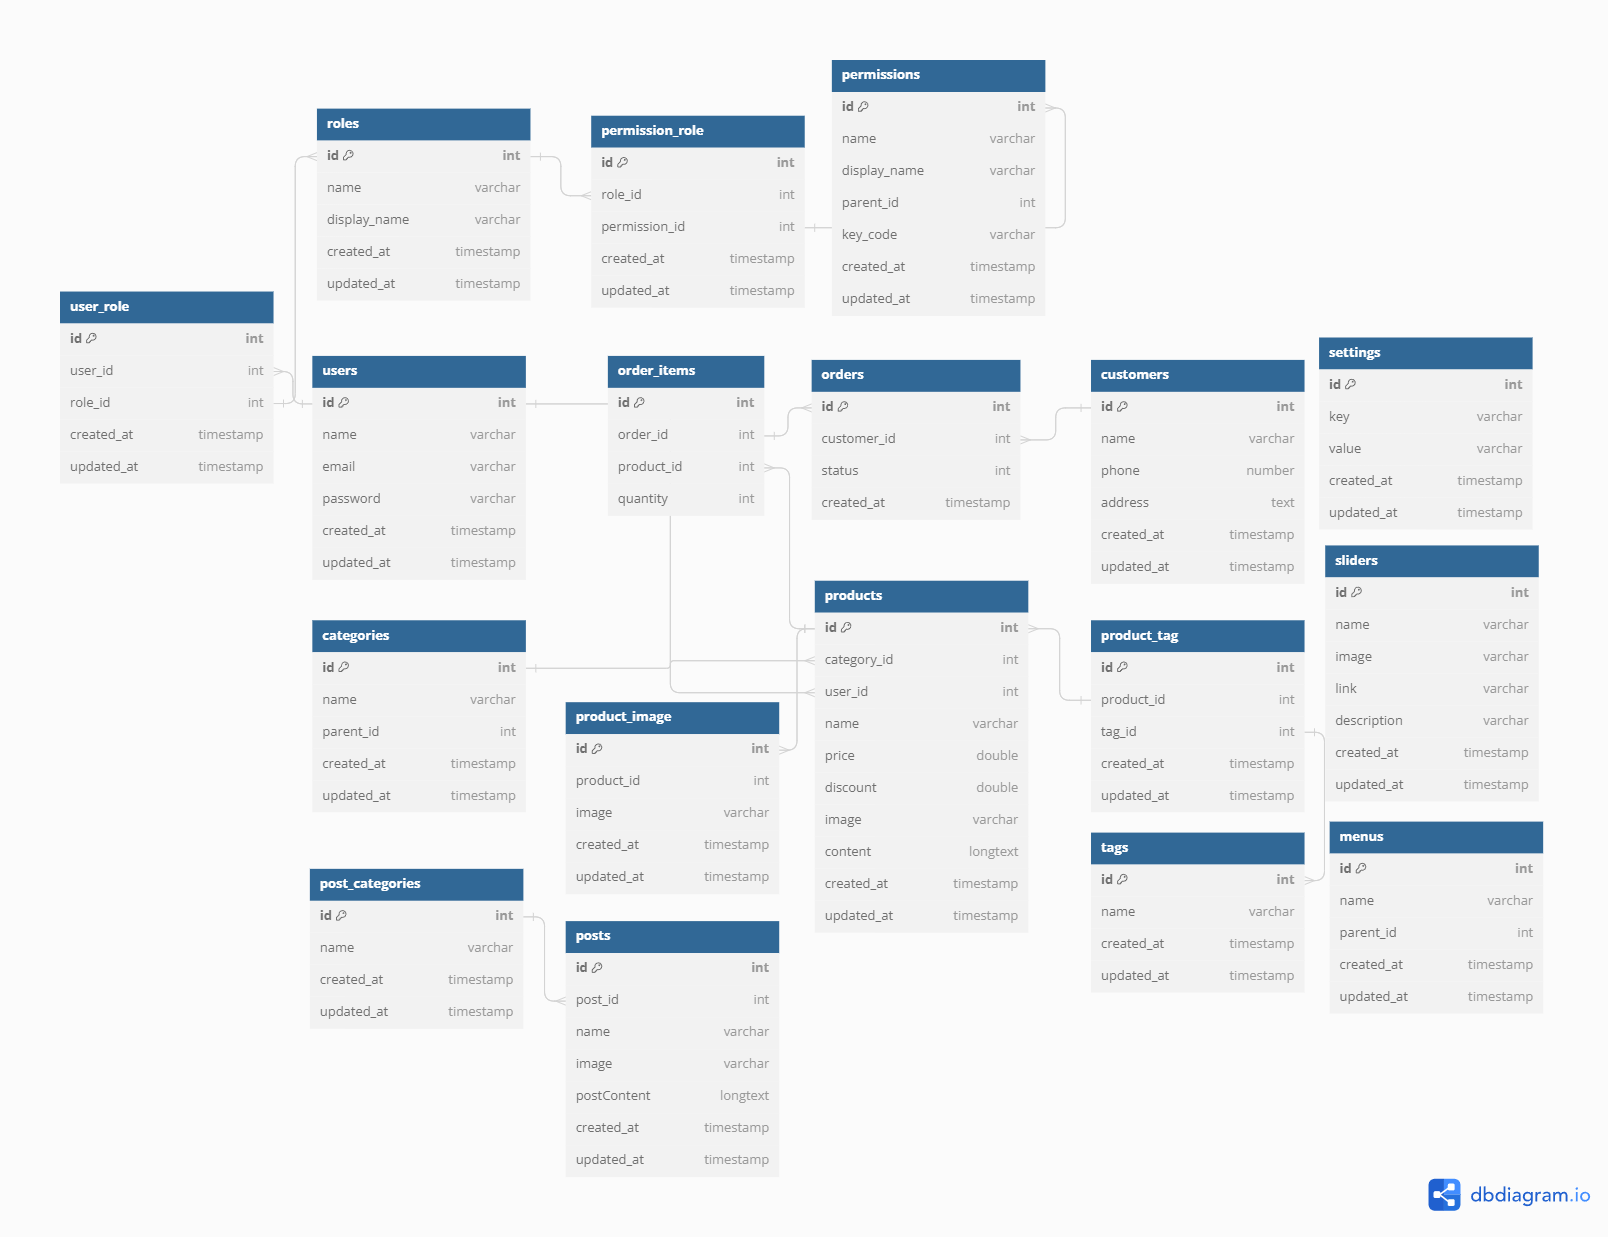 permissions
id int
name varchar
display_name varchar
parent_id int
key_code varchar
created_at timestamp
updated_at timestamp
roles
id int
name varchar
display_name varchar
created_at timestamp
updated_at timestamp
permission_role
id int
role_id int
permission_id int
created_at timestamp
updated_at timestamp
user_role
id int
user_id int
role_id int
created_at timestamp
updated_at timestamp
users
id int
name varchar
email varchar
password varchar
created_at timestamp
updated_at timestamp
order_items
id int
order_id int
product_id int
quantity int
orders
id int
customer_id int
status int
created_at timestamp
customers
id int
name varchar
phone number
address text
created_at timestamp
updated_at timestamp
settings
id int
key varchar
value varchar
created_at timestamp
updated_at timestamp
sliders
id int
name varchar
image varchar
link varchar
description varchar
created_at timestamp
updated_at timestamp
categories
id int
name varchar
parent_id int
created_at timestamp
updated_at timestamp
product_image
id int
product_id int
image varchar
created_at timestamp
updated_at timestamp
products
id int
category_id int
user_id int
name varchar
price double
discount double
image varchar
content longtext
created_at timestamp
updated_at timestamp
product_tag
id int
product_id int
tag_id int
created_at timestamp
updated_at timestamp
tags
id int
name varchar
created_at timestamp
updated_at timestamp
menus
id int
name varchar
parent_id int
created_at timestamp
updated_at timestamp
post_categories
id int
name varchar
created_at timestamp
updated_at timestamp
posts
id int
post_id int
name varchar
image varchar
postContent longtext
created_at timestamp
updated_at timestamp
dbdiagram.io